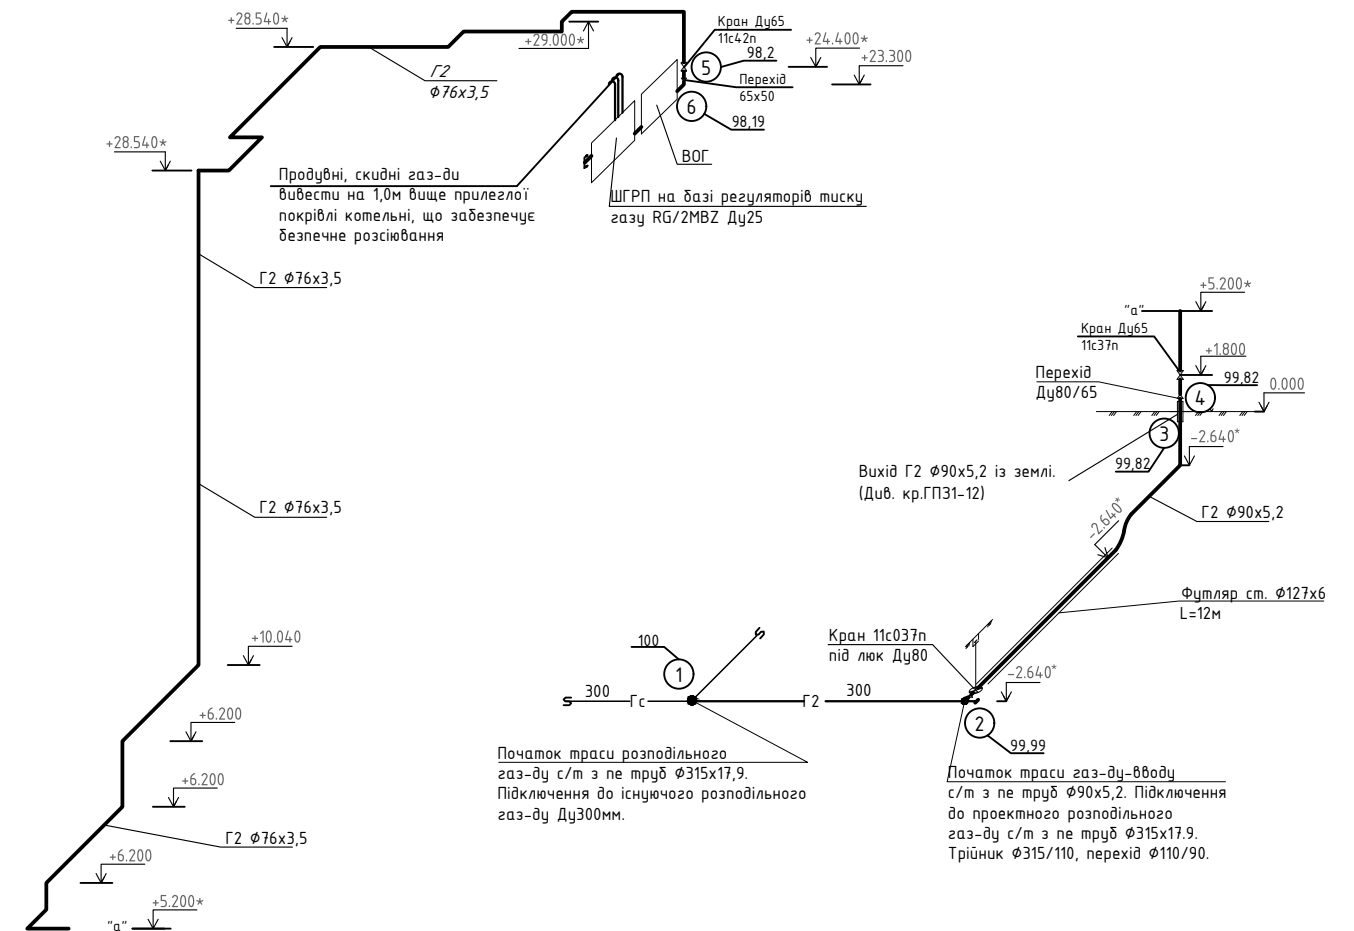 +28.540*
+29.000*
Кран Ду65
11с42п
98,2
+24.400*
+23.300
5
Перехід
65х50
Г2
Ф76х3,5
6
98,19
+28.540*
ВОГ
Продувні, скидні газ-ди
вивести на 1,0м вище прилеглої
покрівлі котельні, що забезпечує
безпечне розсіювання
ШГРП на базі регуляторів тиску
газу RG/2MBZ Ду25
Г2 Ф76х3,5
+5.200*
"а"
Кран Ду65
11с37п
+1.800
Перехід
Ду80/65
99,82
0.000
4
3
-2.640*
99,82
Вихід Г2 Ф90х5,2 із землі.
(Див. кр.ГПЗ1-12)
Г2 Ф76х3,5
-2.640*
Г2 Ф90х5,2
Футляр ст. Ф127х6
L=12м
+10.040
100
1
Кран 11с037п
під люк Ду80
-2.640*
300
Гс
Г2
300
2
99,99
+6.200
Початок траси розподільного
газ-ду с/т з пе труб Ф315х17,9.
Підключення до існуючого розподільного
газ-ду Ду300мм.
Початок траси газ-ду-вводу
с/т з пе труб Ф90х5,2. Підключення
до проектного розподільного
газ-ду с/т з пе труб Ф315х17.9.
Трійник Ф315/110, перехід Ф110/90.
+6.200
Г2 Ф76х3,5
+6.200
+5.200*
"а"